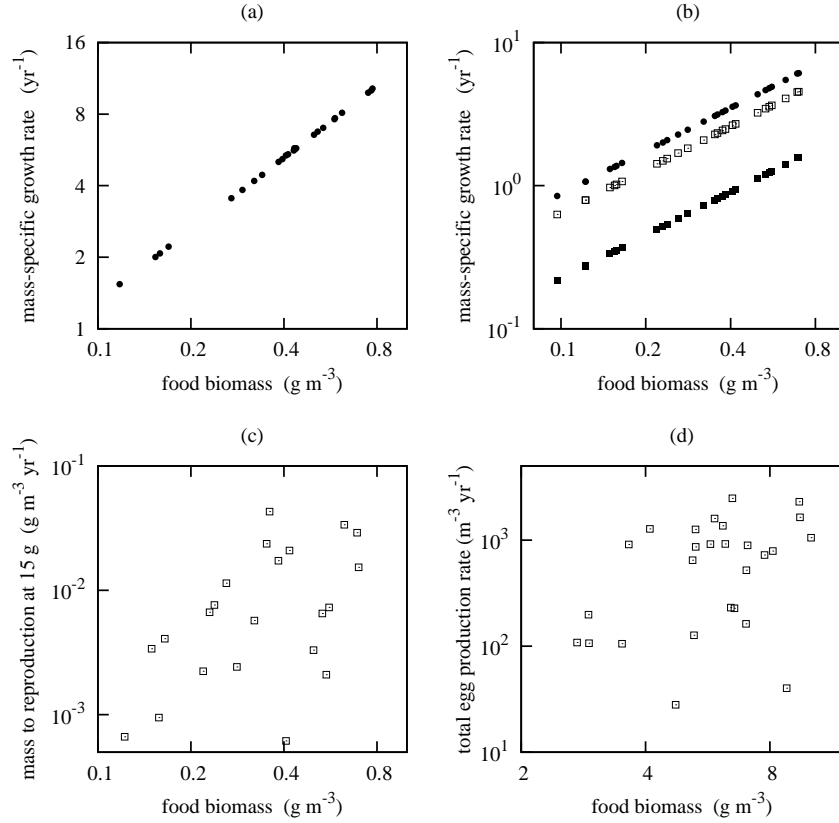 (a)
mass-specific growth rate (yr⁻¹)
16
8
4
2
1
0.1 0.2 0.4 0.8
food biomass (g m⁻³)
(b)
mass-specific growth rate (yr⁻¹)
10¹
10⁰
10⁻¹
0.1 0.2 0.4 0.8
food biomass (g m⁻³)
(c)
mass to reproduction at 15 g (g m⁻³ yr⁻¹)
10⁻¹
10⁻²
10⁻³
0.1 0.2 0.4 0.8
food biomass (g m⁻³)
(d)
total egg production rate (m⁻³ yr⁻¹)
10³
10²
10¹
2 4 8
food biomass (g m⁻³)